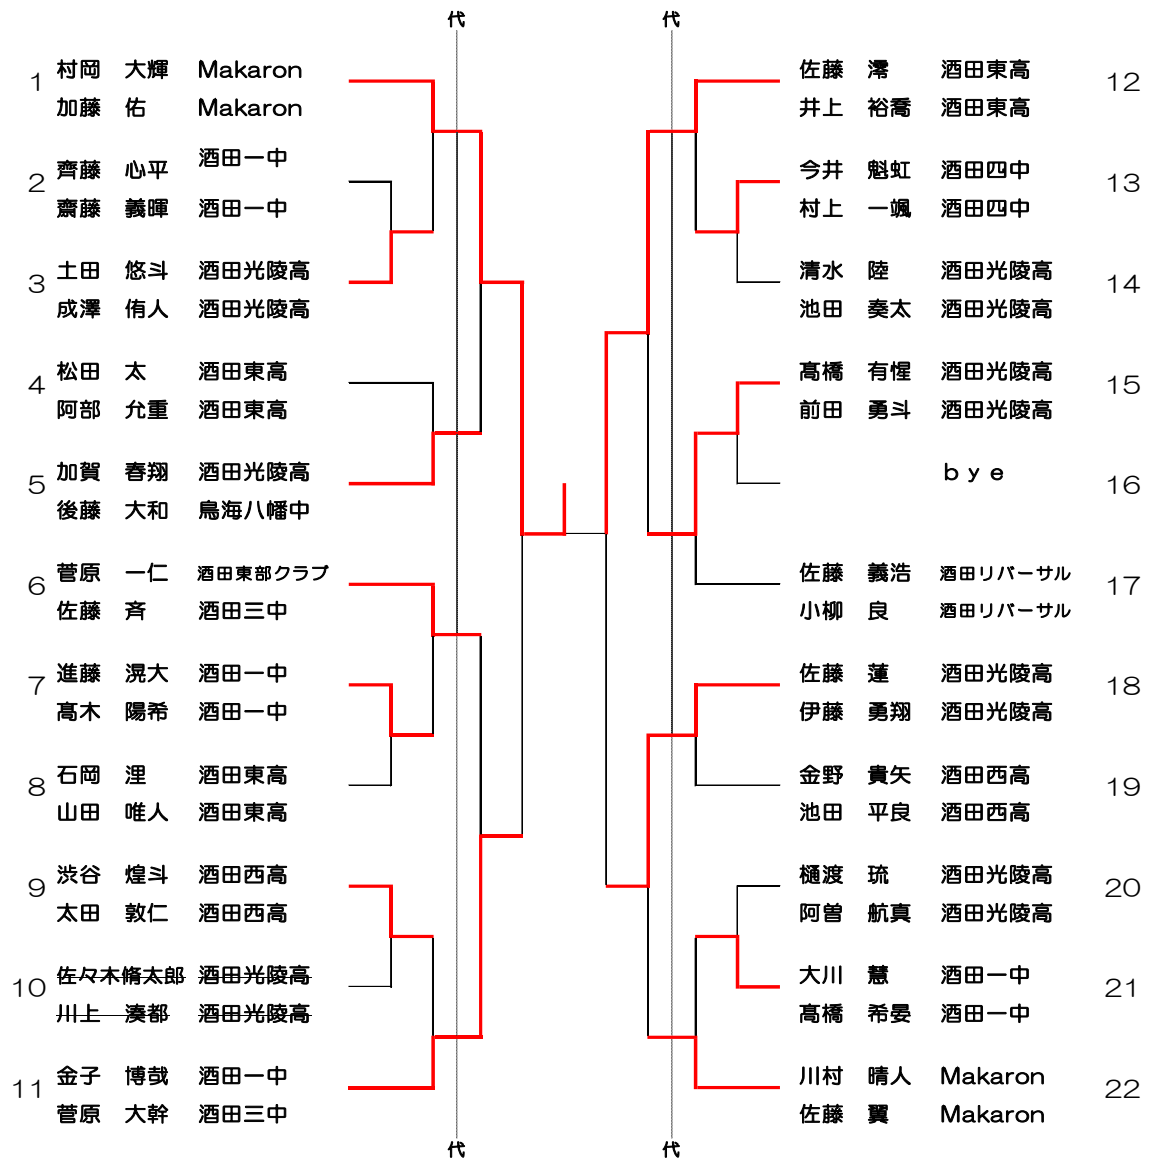 代
代
1 村岡 大輝 Makaron
加藤 佑 Makaron
2 齊藤 心平 酒田一中
齋藤 義暉 酒田一中
3 土田 悠斗 酒田光陵高
成澤 侑人 酒田光陵高
4 松田 太 酒田東高
阿部 允重 酒田東高
5 加賀 春翔 酒田光陵高
後藤 大和 鳥海八幡中
6 菅原 一仁 酒田東部クラブ
佐藤 斉 酒田三中
7 進藤 滉大 酒田一中
髙木 陽希 酒田一中
8 石岡 浬 酒田東高
山田 唯人 酒田東高
9 渋谷 煌斗 酒田西高
太田 敦仁 酒田西高
10 佐々木脩太郎 酒田光陵高
川上 湊都 酒田光陵高
11 金子 博哉 酒田一中
菅原 大幹 酒田三中
佐藤 澪 酒田東高 12
井上 裕喬 酒田東高
今井 魁虹 酒田四中 13
村上 一颯 酒田四中
清水 陸 酒田光陵高 14
池田 奏太 酒田光陵高
髙橋 有惺 酒田光陵高 15
前田 勇斗 酒田光陵高
ｂｙｅ 16
佐藤 義浩 酒田リバーサル 17
小柳 良 酒田リバーサル
佐藤 蓮 酒田光陵高 18
伊藤 勇翔 酒田光陵高
金野 貴矢 酒田西高 19
池田 平良 酒田西高
樋渡 琉 酒田光陵高 20
阿曽 航真 酒田光陵高
大川 慧 酒田一中 21
髙橋 希晏 酒田一中
川村 晴人 Makaron 22
佐藤 翼 Makaron
代
代